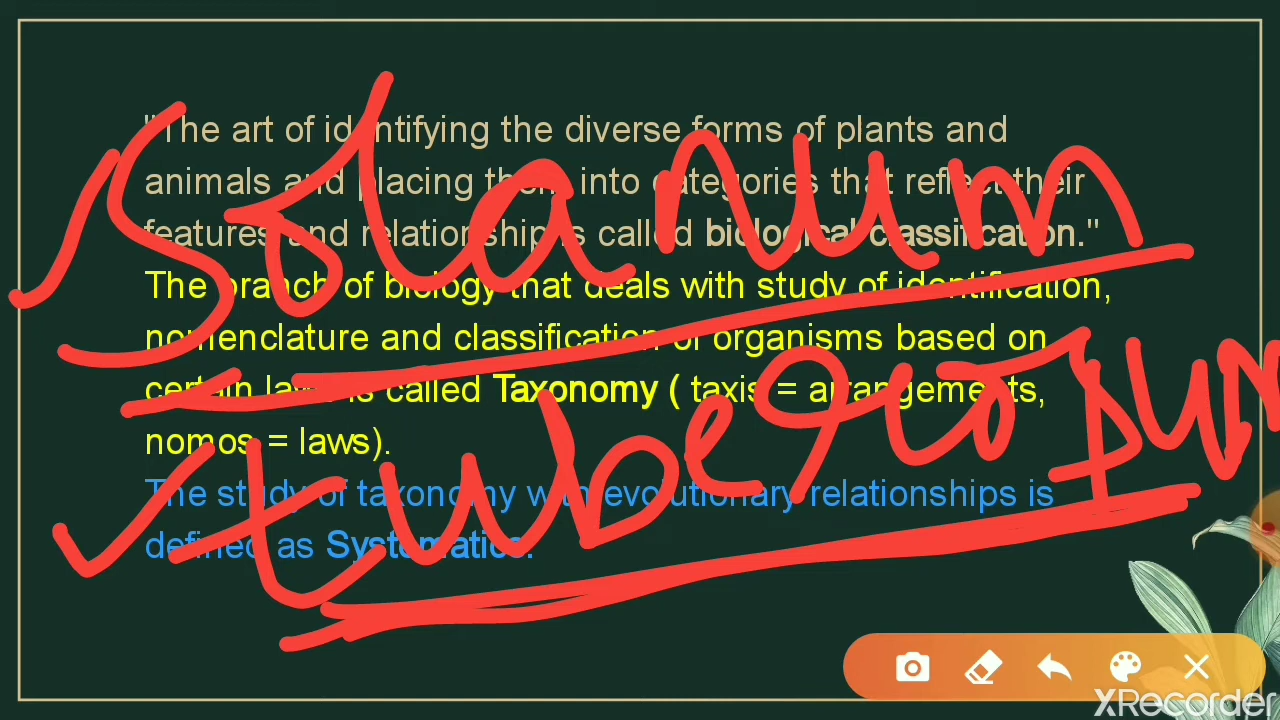 "The art of identifying the diverse forms of plants and
animals and placing them into categories that reflect their
features and relationship is called biological classification."
The branch of biology that deals with study of identification,
nomenclature and classification of organisms based on
certain laws is called Taxonomy ( taxis = arrangements,
nomos = laws).
The study of taxonomy with evolutionary relationships is
defined as Systematics.
Solanum
tuberosum
XRecorder